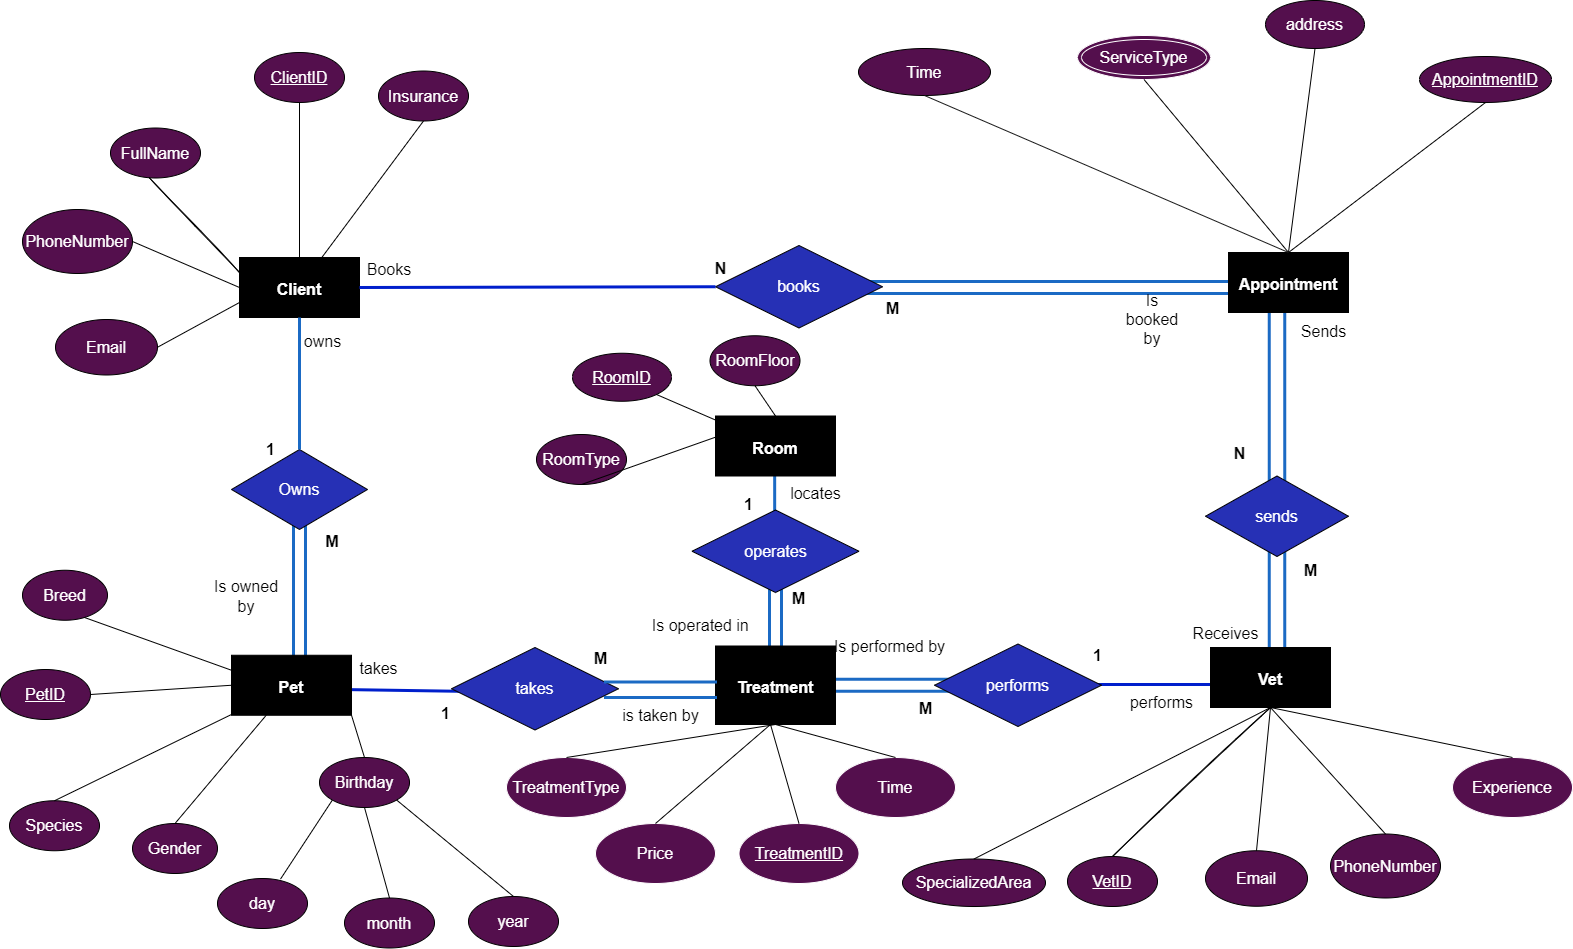 address
ServiceType
Time
ClientID
AppointmentID
Insurance
FullName
PhoneNumber
Books
N
books
Client
Appointment
M
Is
booked
by
Sends
owns
Email
RoomFloor
RoomID
Room
1
N
RoomType
Owns
locates
1
sends
M
operates
M
Is owned
by
Breed
M
Is operated in
Receives
Is performed by
takes
M
1
Pet
takes
Treatment
performs
Vet
PetID
1
is taken by
M
performs
Birthday
TreatmentType
Time
Experience
Species
Gender
Price
TreatmentID
PhoneNumber
SpecializedArea
VetID
Email
day
month
year